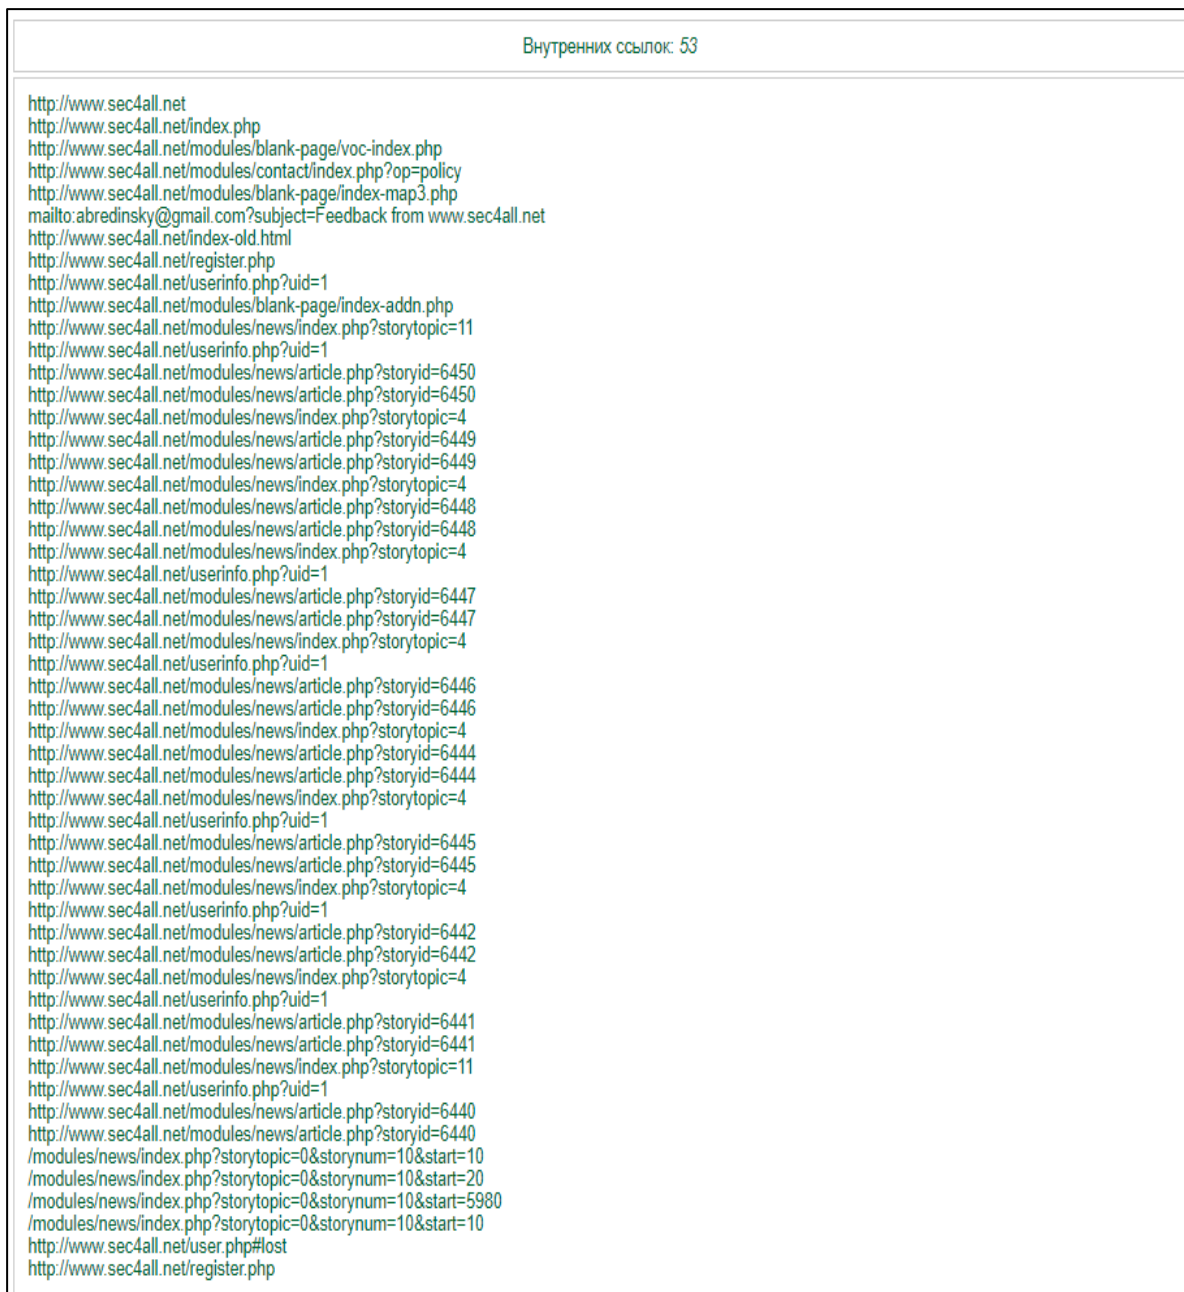 Внутренних ссылок: 53
http://www.sec4all.net
http://www.sec4all.net/index.php
http://www.sec4all.net/modules/blank-page/voc-index.php
http://www.sec4all.net/modules/contact/index.php?op=policy
http://www.sec4all.net/modules/blank-page/index-map3.php
mailto:abredinsky@gmail.com?subject=Feedback from www.sec4all.net
http://www.sec4all.net/index-old.html
http://www.sec4all.net/register.php
http://www.sec4all.net/userinfo.php?uid=1
http://www.sec4all.net/modules/blank-page/index-addn.php
http://www.sec4all.net/modules/news/index.php?storytopic=11
http://www.sec4all.net/userinfo.php?uid=1
http://www.sec4all.net/modules/news/article.php?storyid=6450
http://www.sec4all.net/modules/news/article.php?storyid=6450
http://www.sec4all.net/modules/news/index.php?storytopic=4
http://www.sec4all.net/modules/news/article.php?storyid=6449
http://www.sec4all.net/modules/news/article.php?storyid=6449
http://www.sec4all.net/modules/news/index.php?storytopic=4
http://www.sec4all.net/modules/news/article.php?storyid=6448
http://www.sec4all.net/modules/news/article.php?storyid=6448
http://www.sec4all.net/modules/news/index.php?storytopic=4
http://www.sec4all.net/userinfo.php?uid=1
http://www.sec4all.net/modules/news/article.php?storyid=6447
http://www.sec4all.net/modules/news/article.php?storyid=6447
http://www.sec4all.net/modules/news/index.php?storytopic=4
http://www.sec4all.net/userinfo.php?uid=1
http://www.sec4all.net/modules/news/article.php?storyid=6446
http://www.sec4all.net/modules/news/article.php?storyid=6446
http://www.sec4all.net/modules/news/index.php?storytopic=4
http://www.sec4all.net/modules/news/article.php?storyid=6444
http://www.sec4all.net/modules/news/article.php?storyid=6444
http://www.sec4all.net/modules/news/index.php?storytopic=4
http://www.sec4all.net/userinfo.php?uid=1
http://www.sec4all.net/modules/news/article.php?storyid=6445
http://www.sec4all.net/modules/news/article.php?storyid=6445
http://www.sec4all.net/modules/news/index.php?storytopic=4
http://www.sec4all.net/userinfo.php?uid=1
http://www.sec4all.net/modules/news/article.php?storyid=6442
http://www.sec4all.net/modules/news/article.php?storyid=6442
http://www.sec4all.net/modules/news/index.php?storytopic=4
http://www.sec4all.net/userinfo.php?uid=1
http://www.sec4all.net/modules/news/article.php?storyid=6441
http://www.sec4all.net/modules/news/article.php?storyid=6441
http://www.sec4all.net/modules/news/index.php?storytopic=11
http://www.sec4all.net/userinfo.php?uid=1
http://www.sec4all.net/modules/news/article.php?storyid=6440
http://www.sec4all.net/modules/news/article.php?storyid=6440
/modules/news/index.php?storytopic=0&storynum=10&start=10
/modules/news/index.php?storytopic=0&storynum=10&start=20
/modules/news/index.php?storytopic=0&storynum=10&start=5980
/modules/news/index.php?storytopic=0&storynum=10&start=10
http://www.sec4all.net/user.php#lost
http://www.sec4all.net/register.php